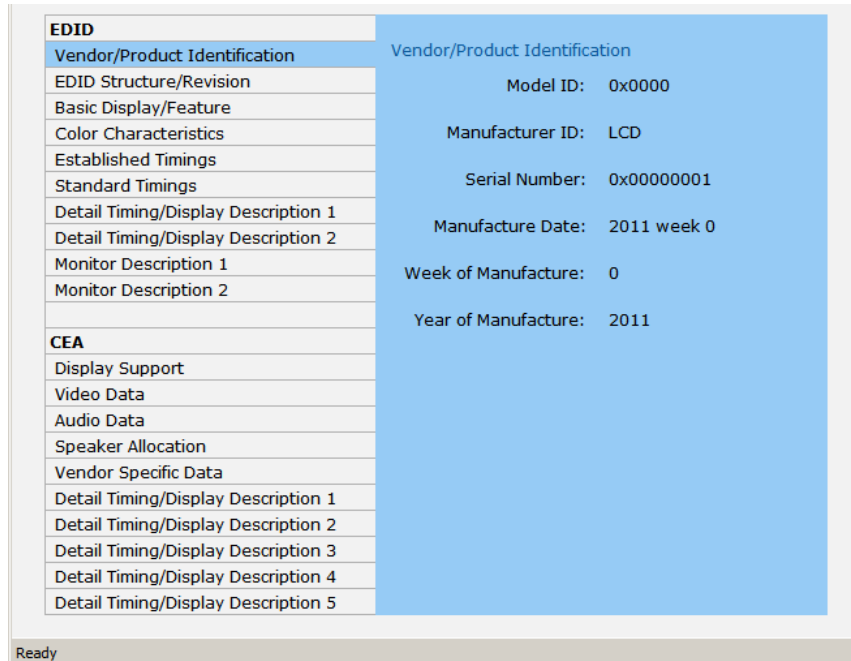 EDID
Vendor/Product Identification
EDID Structure/Revision
Basic Display/Feature
Color Characteristics
Established Timings
Standard Timings
Detail Timing/Display Description 1
Detail Timing/Display Description 2
Monitor Description 1
Monitor Description 2
CEA
Display Support
Video Data
Audio Data
Speaker Allocation
Vendor Specific Data
Detail Timing/Display Description 1
Detail Timing/Display Description 2
Detail Timing/Display Description 3
Detail Timing/Display Description 4
Detail Timing/Display Description 5
Vendor/Product Identification
Model ID: 0x0000
Manufacturer ID: LCD
Serial Number: 0x00000001
Manufacture Date: 2011 week 0
Week of Manufacture: 0
Year of Manufacture: 2011
Ready